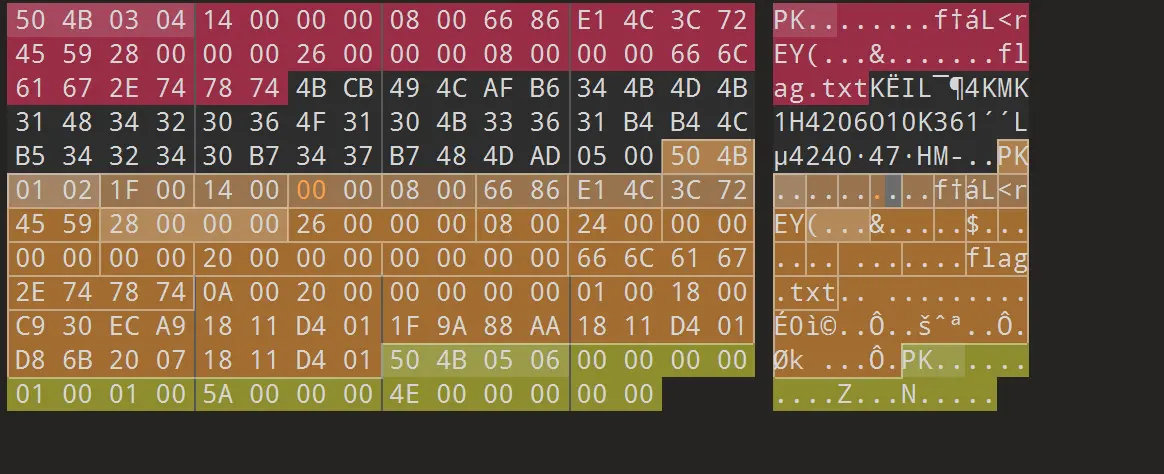 50 4B 03 04 14 00 00 00 08 00 66 86 E1 4C 3C 72 PK........f†áL<r
45 59 28 00 00 00 26 00 00 00 08 00 00 00 66 6C EY(...&.......fl
61 67 2E 74 78 74 4B CB 49 4C AF B6 34 4B 4D 4B ag.txtKËIL¯¶4KMK
31 48 34 32 30 36 4F 31 30 4B 33 36 31 B4 B4 4C 1H4206O10K361´´L
B5 34 32 34 30 B7 34 37 B7 48 4D AD 05 00 50 4B µ4240·47·HM-..PK
01 02 1F 00 14 00 00 00 08 00 66 86 E1 4C 3C 72 ..........f†áL<r
45 59 28 00 00 00 26 00 00 00 08 00 24 00 00 00 EY(...&.....$...
00 00 00 00 20 00 00 00 00 00 00 00 66 6C 61 67 .... .......flag
2E 74 78 74 0A 00 20 00 00 00 00 00 01 00 18 00 .txt.. .........
C9 30 EC A9 18 11 D4 01 1F 9A 88 AA 18 11 D4 01 É0ì©..Ô..šˆª..Ô.
D8 6B 20 07 18 11 D4 01 50 4B 05 06 00 00 00 00 Øk ...Ô.PK......
01 00 01 00 5A 00 00 00 4E 00 00 00 00 00 ....Z...N.....